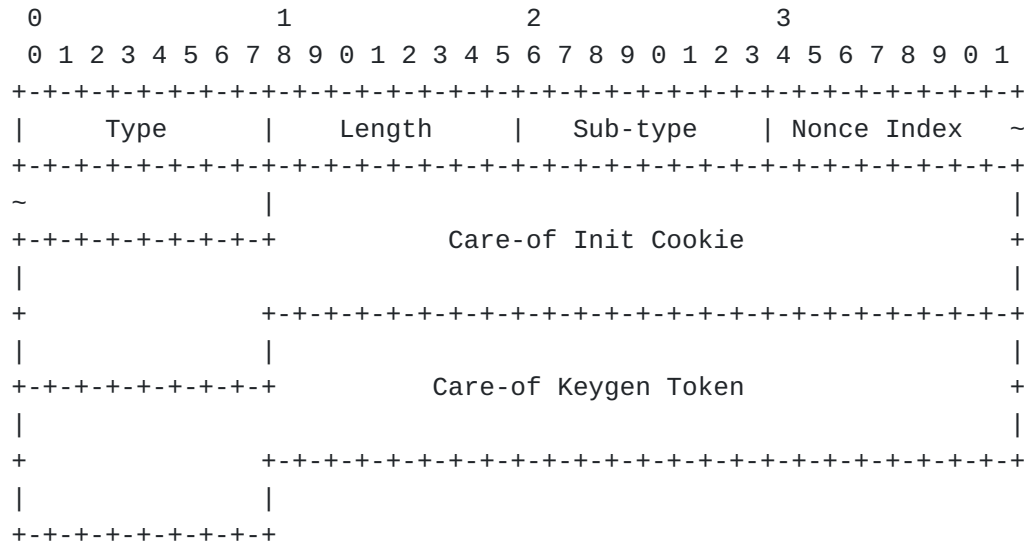 0                   1                   2                   3
 0 1 2 3 4 5 6 7 8 9 0 1 2 3 4 5 6 7 8 9 0 1 2 3 4 5 6 7 8 9 0 1
+-+-+-+-+-+-+-+-+-+-+-+-+-+-+-+-+-+-+-+-+-+-+-+-+-+-+-+-+-+-+-+-+
|     Type      |    Length     |   Sub-type    | Nonce Index   ~
+-+-+-+-+-+-+-+-+-+-+-+-+-+-+-+-+-+-+-+-+-+-+-+-+-+-+-+-+-+-+-+-+
~               |                                               |
+-+-+-+-+-+-+-+-+           Care-of Init Cookie                 +
|                                                               |
+               +-+-+-+-+-+-+-+-+-+-+-+-+-+-+-+-+-+-+-+-+-+-+-+-+
|               |                                               |
+-+-+-+-+-+-+-+-+          Care-of Keygen Token                 +
|                                                               |
+               +-+-+-+-+-+-+-+-+-+-+-+-+-+-+-+-+-+-+-+-+-+-+-+-+
|               |
+-+-+-+-+-+-+-+-+